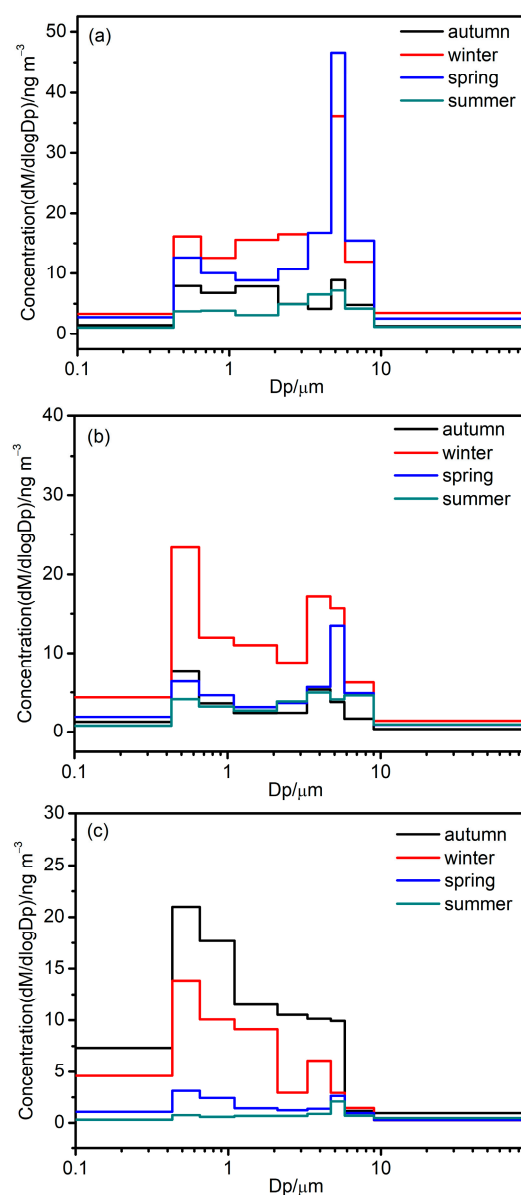 (a)
autumn
winter
spring
summer
Concentration(dM/dlogDp)/ng m⁻³
50
40
30
20
10
0
0.1
1
10
Dp/μm
(b)
autumn
winter
spring
summer
Concentration(dM/dlogDp)/ng m⁻³
40
30
20
10
0
0.1
1
10
Dp/μm
(c)
autumn
winter
spring
summer
Concentration(dM/dlogDp)/ng m⁻³
30
25
20
15
10
5
0
0.1
1
10
Dp/μm